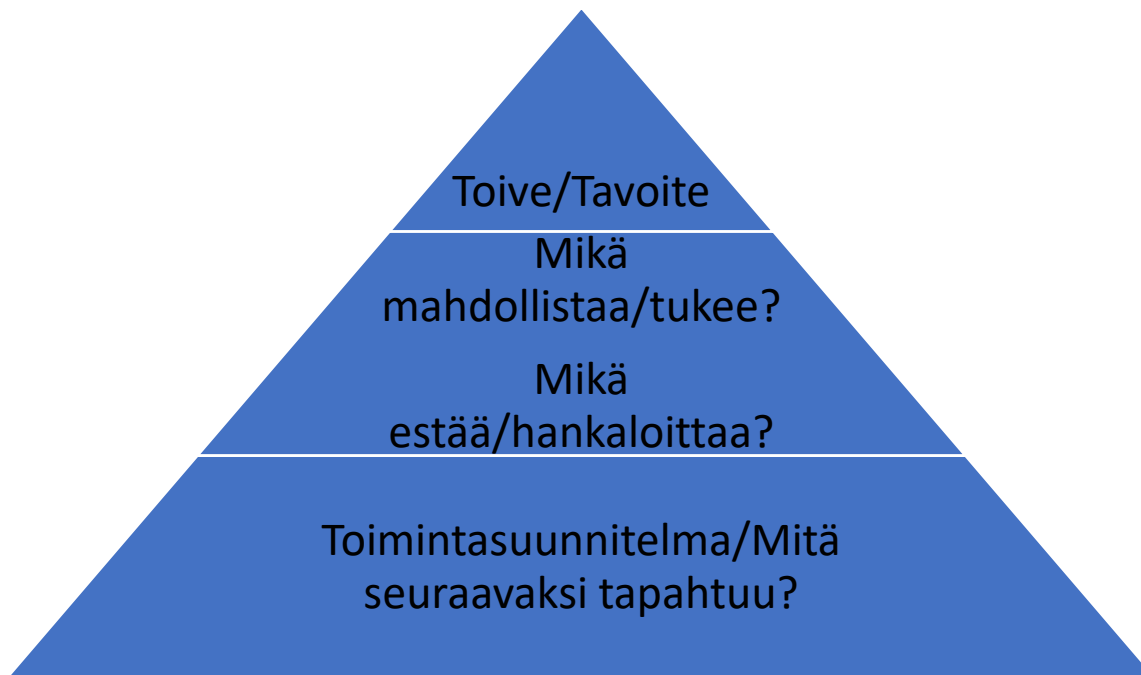 Toive/Tavoite
Mikä
mahdollistaa/tukee?
Mikä
estää/hankaloittaa?
Toimintasuunnitelma/Mitä
seuraavaksi tapahtuu?